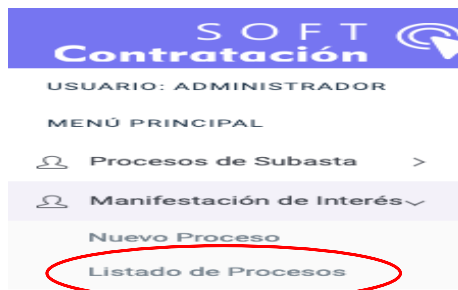 SOFT
Contratación
USUARIO: ADMINISTRADOR
MENÚ PRINCIPAL
Procesos de Subasta >
Manifestación de Interés
Nuevo Proceso
Listado de Procesos